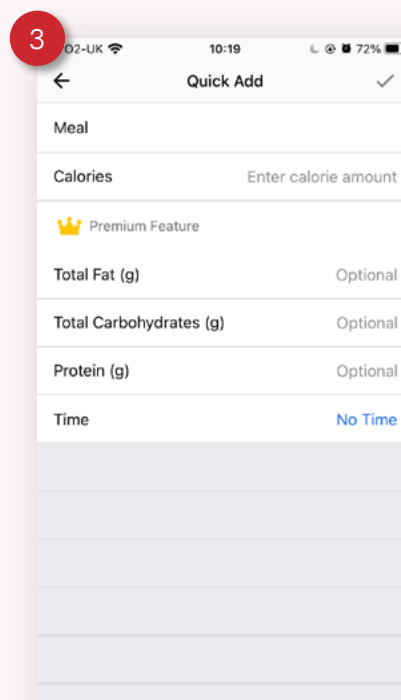 3
O2-UK 10:19 72%
Quick Add
Meal
Calories Enter calorie amount
Premium Feature
Total Fat (g) Optional
Total Carbohydrates (g) Optional
Protein (g) Optional
Time No Time